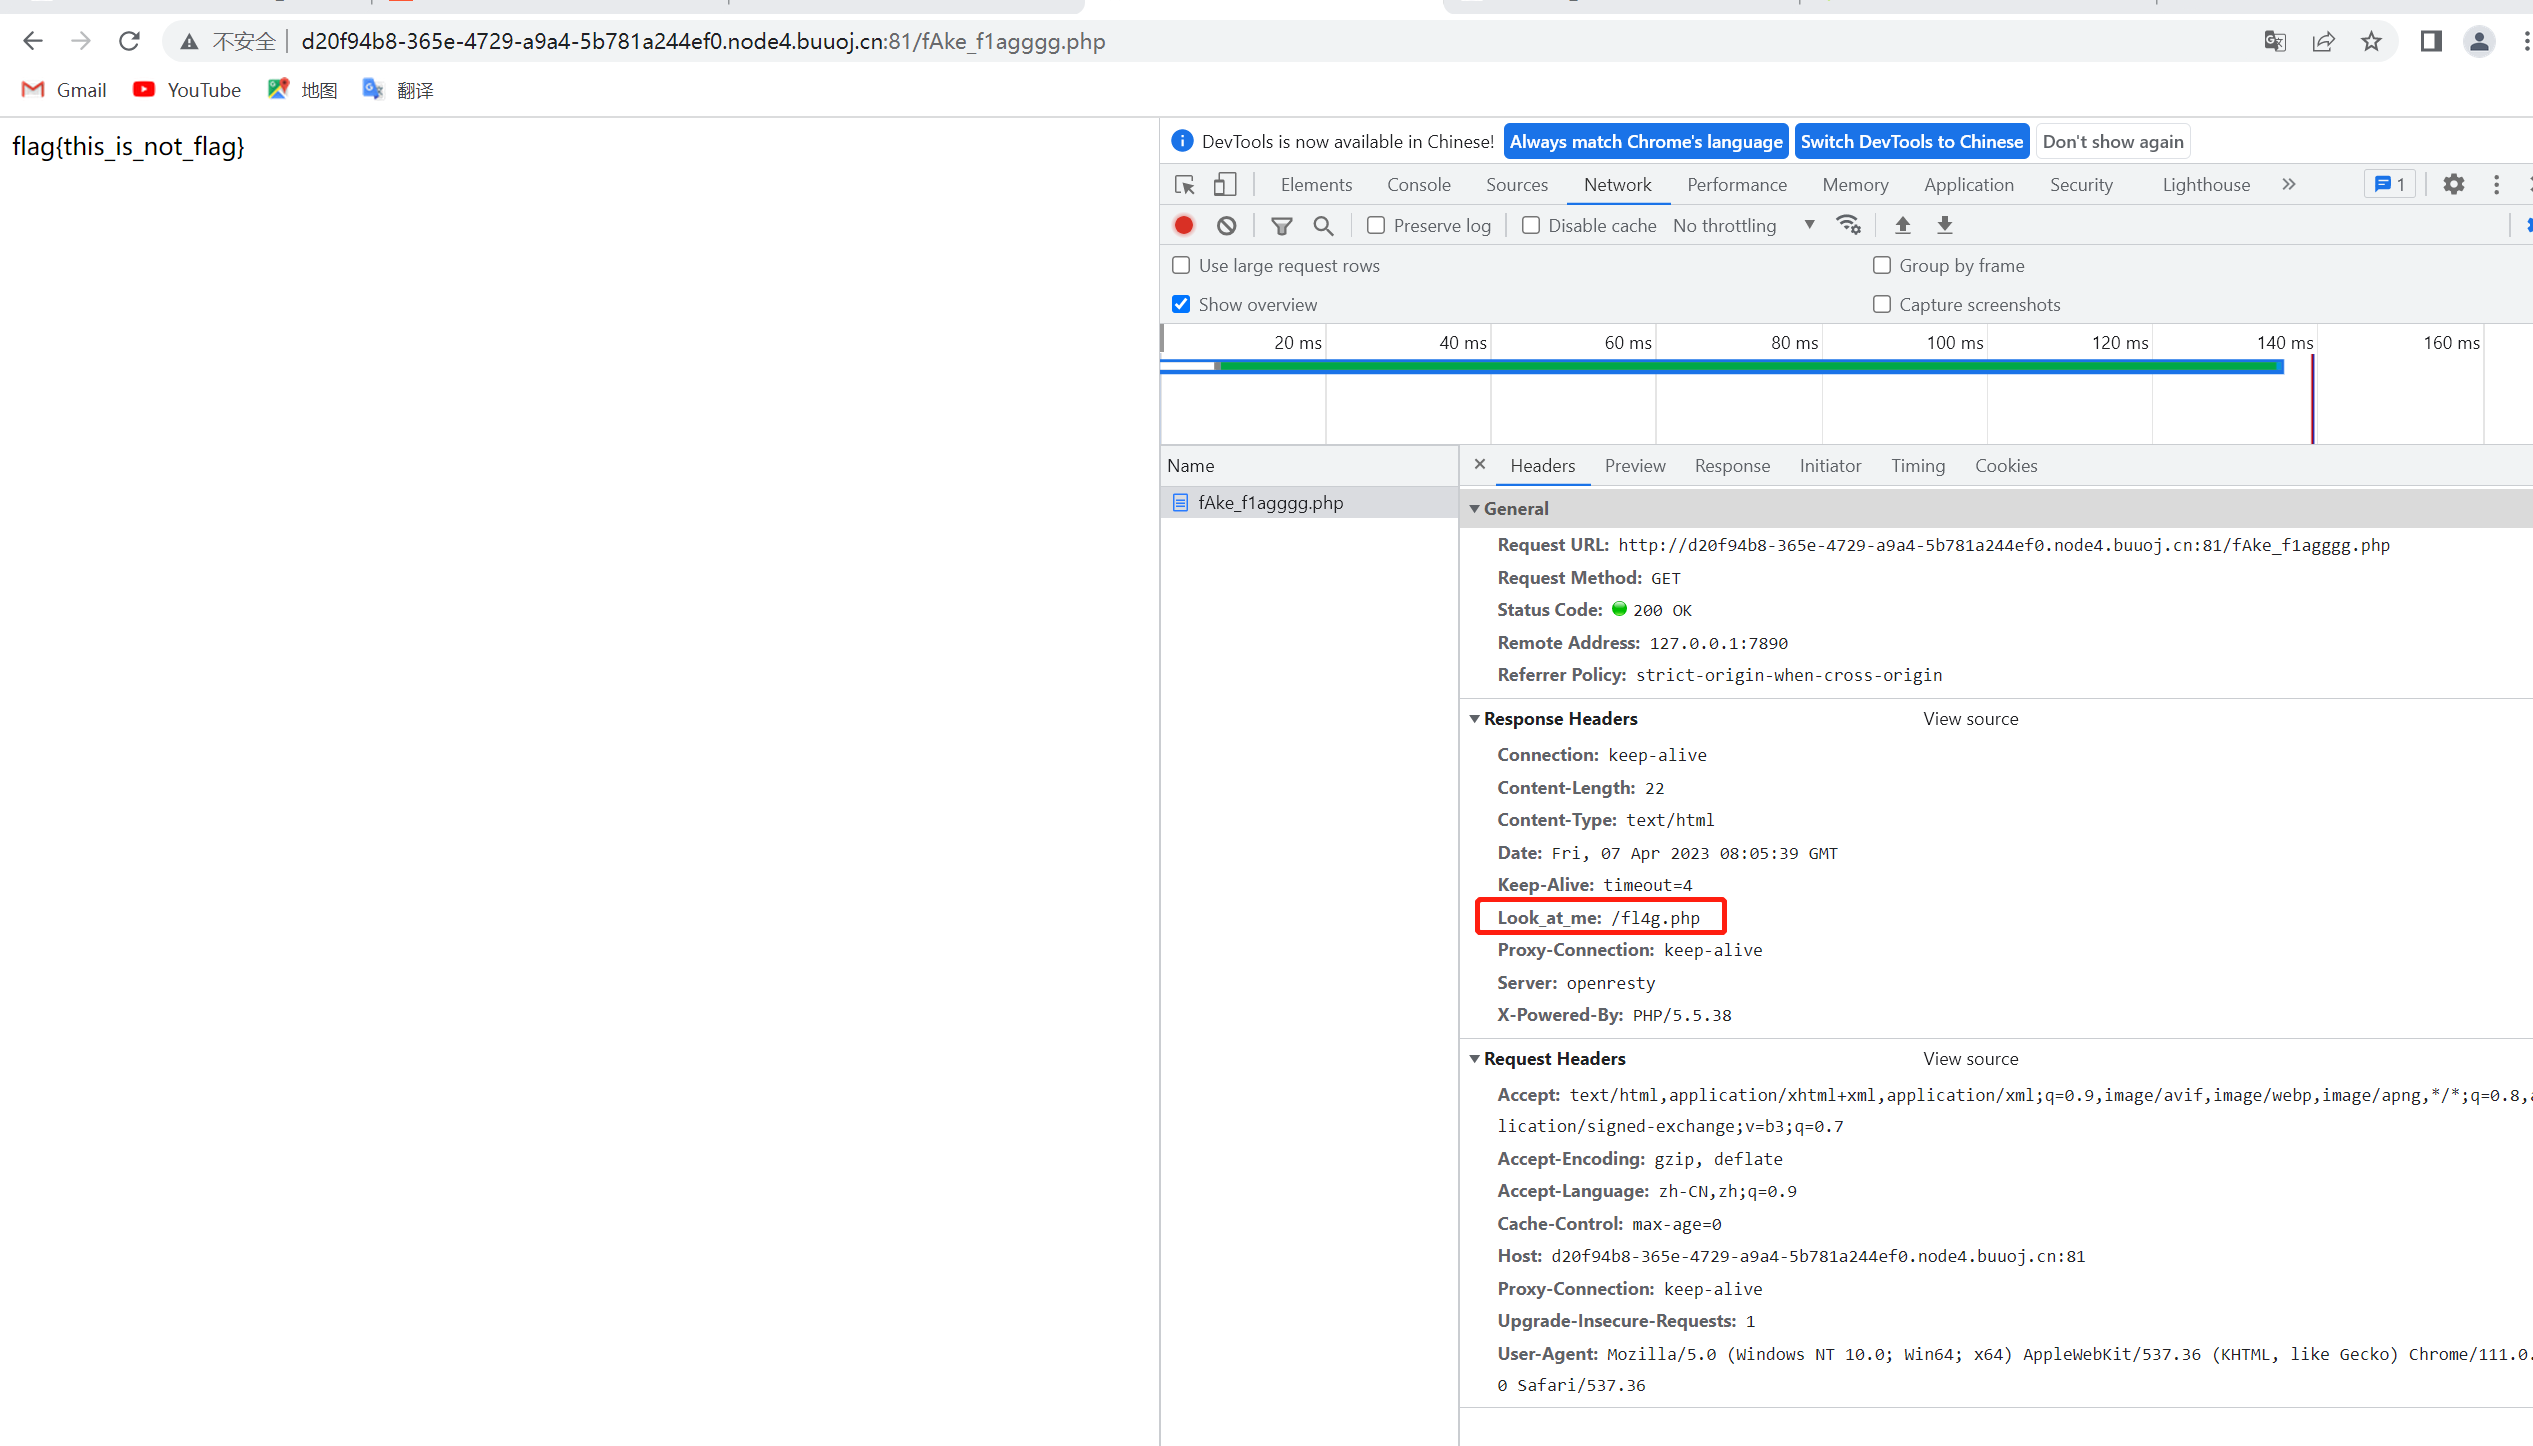 不安全 d20f94b8-365e-4729-a9a4-5b781a244ef0.node4.buuoj.cn:81/fAke_f1agggg.php
Gmail YouTube 地图 翻译
flag{this_is_not_flag}
DevTools is now available in Chinese! Always match Chrome's language Switch DevTools to Chinese Don't show again
Elements Console Sources Network Performance Memory Application Security Lighthouse 1
Preserve log Disable cache No throttling
Use large request rows Group by frame
Show overview Capture screenshots
20 ms 40 ms 60 ms 80 ms 100 ms 120 ms 140 ms 160 ms
Name
fAke_f1agggg.php
Headers Preview Response Initiator Timing Cookies
General
Request URL: http://d20f94b8-365e-4729-a9a4-5b781a244ef0.node4.buuoj.cn:81/fAke_f1agggg.php
Request Method: GET
Status Code: 200 OK
Remote Address: 127.0.0.1:7890
Referrer Policy: strict-origin-when-cross-origin
Response Headers View source
Connection: keep-alive
Content-Length: 22
Content-Type: text/html
Date: Fri, 07 Apr 2023 08:05:39 GMT
Keep-Alive: timeout=4
Look_at_me: /fl4g.php
Proxy-Connection: keep-alive
Server: openresty
X-Powered-By: PHP/5.5.38
Request Headers View source
Accept: text/html,application/xhtml+xml,application/xml;q=0.9,image/avif,image/webp,image/apng,*/*;q=0.8,
lication/signed-exchange;v=b3;q=0.7
Accept-Encoding: gzip, deflate
Accept-Language: zh-CN,zh;q=0.9
Cache-Control: max-age=0
Host: d20f94b8-365e-4729-a9a4-5b781a244ef0.node4.buuoj.cn:81
Proxy-Connection: keep-alive
Upgrade-Insecure-Requests: 1
User-Agent: Mozilla/5.0 (Windows NT 10.0; Win64; x64) AppleWebKit/537.36 (KHTML, like Gecko) Chrome/111.0.
0 Safari/537.36